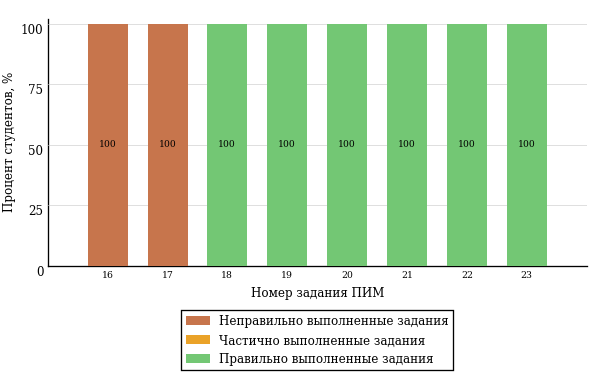 Процент студентов, %
100
75
50
25
0
100 100 100 100 100 100 100 100
16 17 18 19 20 21 22 23
Номер задания ПИМ
Неправильно выполненные задания
Частично выполненные задания
Правильно выполненные задания